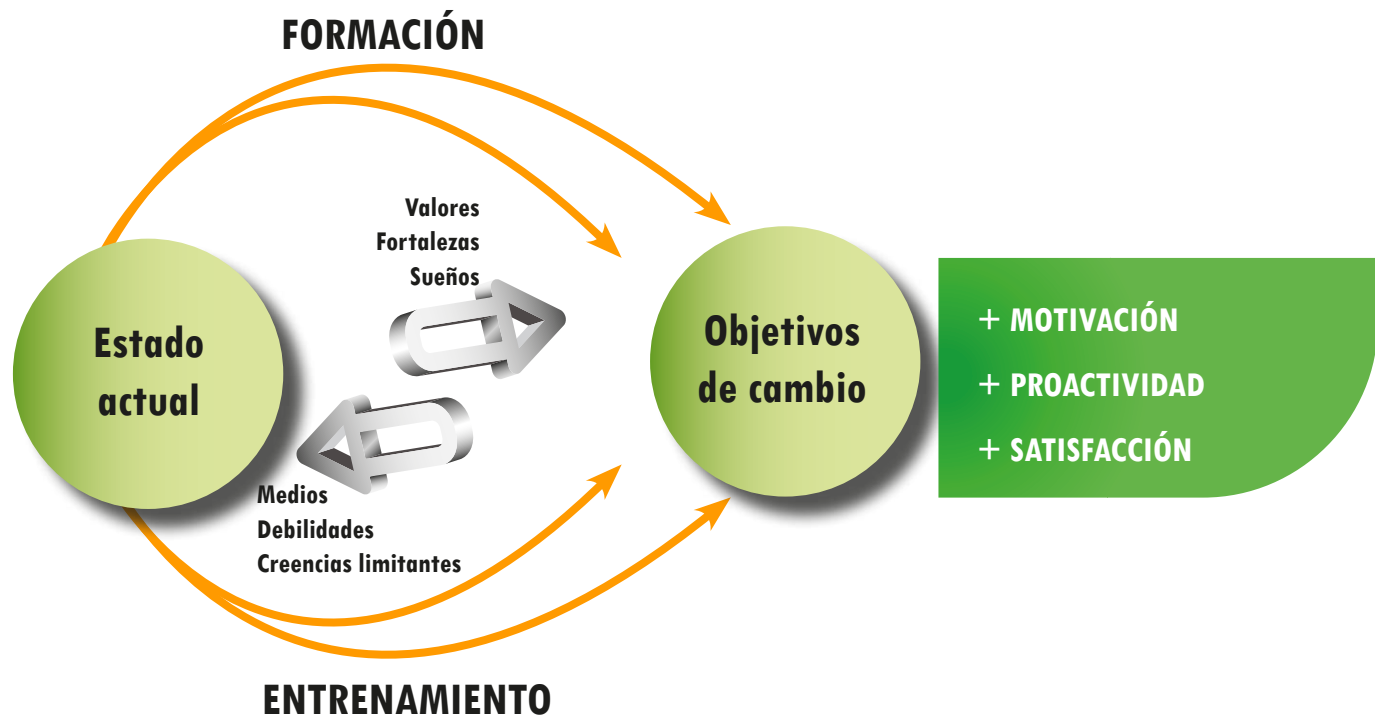 FORMACIÓN
Valores
Fortalezas
Sueños
Estado
actual
Objetivos
de cambio
+ MOTIVACIÓN
+ PROACTIVIDAD
+ SATISFACCIÓN
Medios
Debilidades
Creencias limitantes
ENTRENAMIENTO